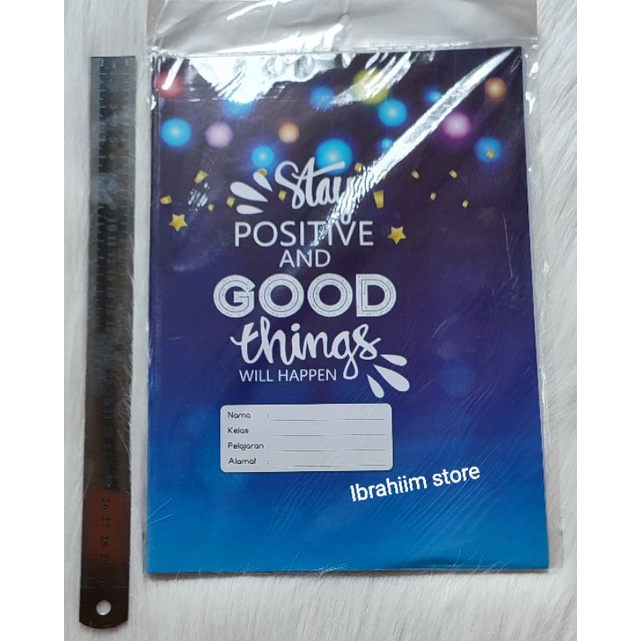 Stay
POSITIVE
AND
GOOD
things
WILL HAPPEN
Nama :
Kelas :
Pelajaran :
Alamat :
Ibrahiim store